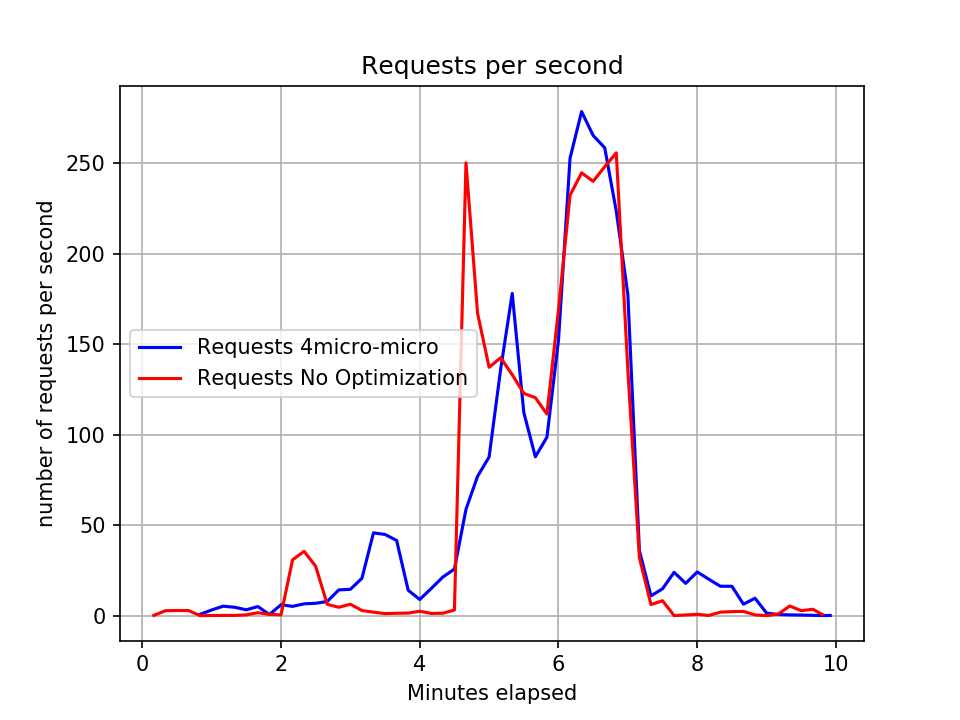 Requests per second
number of requests per second
250
200
150
100
50
0
Requests 4micro-micro
Requests No Optimization
0 2 4 6 8 10
Minutes elapsed